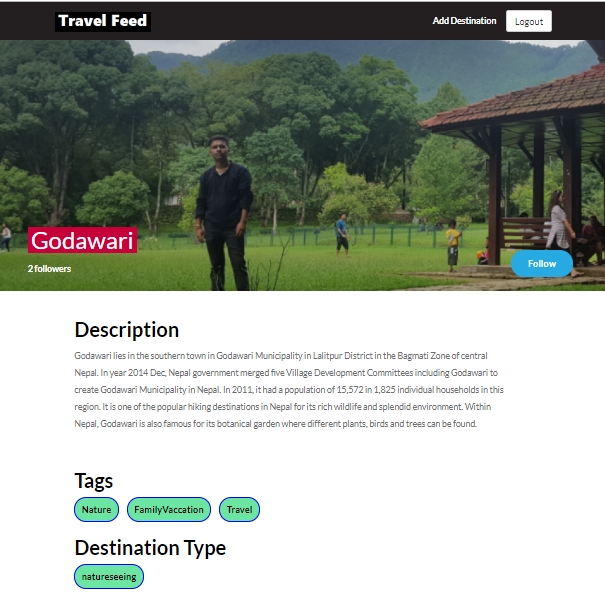 Travel Feed
Add Destination
Logout
Godawari
2 followers
Follow
Description
Godawari lies in the southern town in Godawari Municipality in Lalitpur District in the Bagmati Zone of central
Nepal. In year 2014 Dec, Nepal government merged five Village Development Committees including Godawari to
create Godawari Municipality in Nepal. In 2011, it had a population of 15,572 in 1,825 individual households in this
region. It is one of the popular hiking destinations in Nepal for its rich wildlife and splendid environment. Within
Nepal, Godawari is also famous for its botanical garden where different plants, birds and trees can be found.
Tags
Nature
FamilyVaccation
Travel
Destination Type
natureseeing